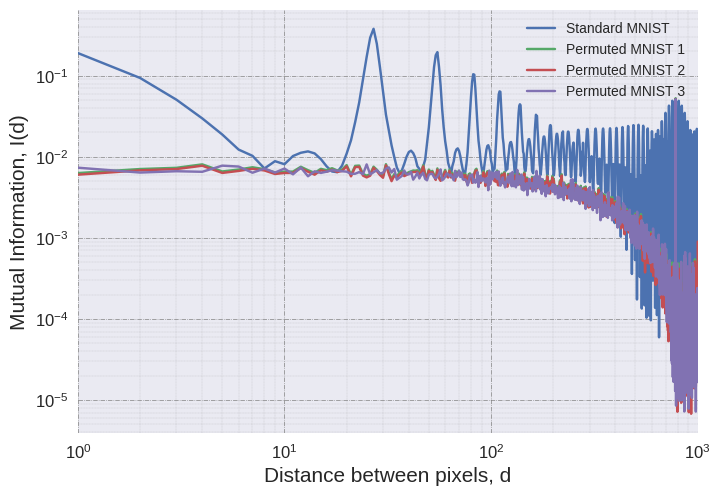 Standard MNIST
Permuted MNIST 1
Permuted MNIST 2
Permuted MNIST 3
Mutual Information, I(d)
10⁻¹
10⁻²
10⁻³
10⁻⁴
10⁻⁵
10⁰ 10¹ 10² 10³
Distance between pixels, d